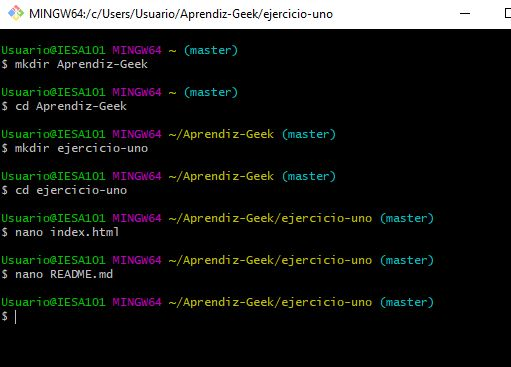 MINGW64:/c/Users/Usuario/Aprendiz-Geek/ejercicio-uno
Usuario@IESA101 MINGW64 ~ (master)
$ mkdir Aprendiz-Geek
Usuario@IESA101 MINGW64 ~ (master)
$ cd Aprendiz-Geek
Usuario@IESA101 MINGW64 ~/Aprendiz-Geek (master)
$ mkdir ejercicio-uno
Usuario@IESA101 MINGW64 ~/Aprendiz-Geek (master)
$ cd ejercicio-uno
Usuario@IESA101 MINGW64 ~/Aprendiz-Geek/ejercicio-uno (master)
$ nano index.html
Usuario@IESA101 MINGW64 ~/Aprendiz-Geek/ejercicio-uno (master)
$ nano README.md
Usuario@IESA101 MINGW64 ~/Aprendiz-Geek/ejercicio-uno (master)
$